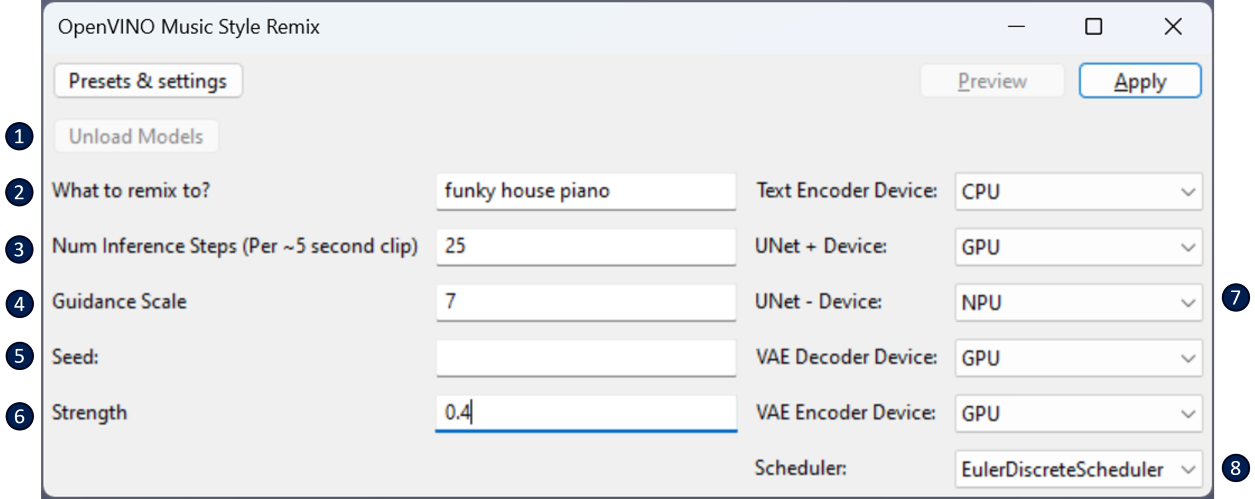 OpenVINO Music Style Remix
Presets & settings Preview Apply
1 Unload Models
2 What to remix to? funky house piano Text Encoder Device: CPU
3 Num Inference Steps (Per ~5 second clip) 25 UNet + Device: GPU
4 Guidance Scale 7 UNet - Device: NPU 7
5 Seed: VAE Decoder Device: GPU
6 Strength 0.4 VAE Encoder Device: GPU
Scheduler: EulerDiscreteScheduler 8